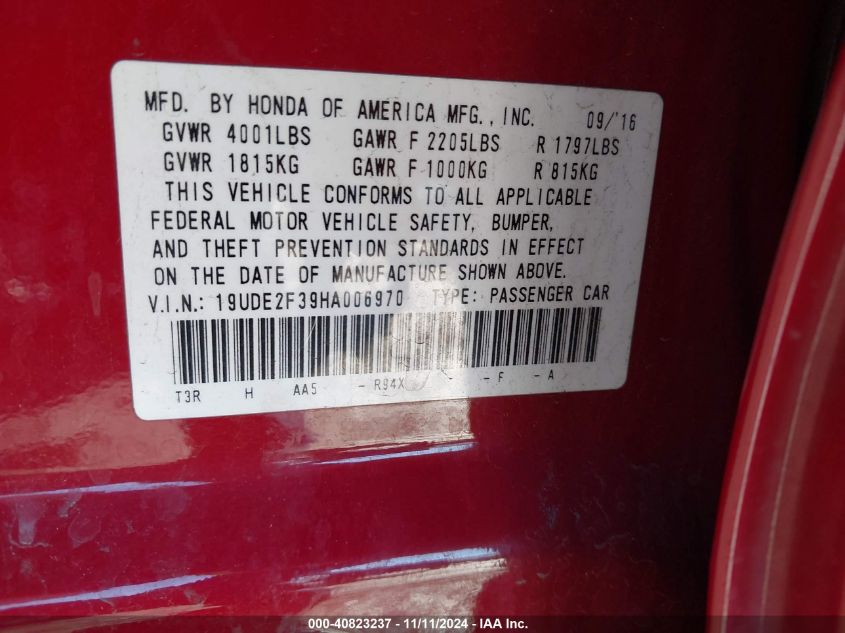 MFD. BY HONDA OF AMERICA MFG., INC. 09/'16
GVWR 4001LBS GAWR F 2205LBS R 1797LBS
GVWR 1815KG GAWR F 1000KG R 815KG
THIS VEHICLE CONFORMS TO ALL APPLICABLE
FEDERAL MOTOR VEHICLE SAFETY, BUMPER,
AND THEFT PREVENTION STANDARDS IN EFFECT
ON THE DATE OF MANUFACTURE SHOWN ABOVE.
V.I.N.: 19UDE2F39HA006970 TYPE: PASSENGER CAR
T3R H AA5 - R94X - - F - A
000-40823237 - 11/11/2024 - IAA Inc.